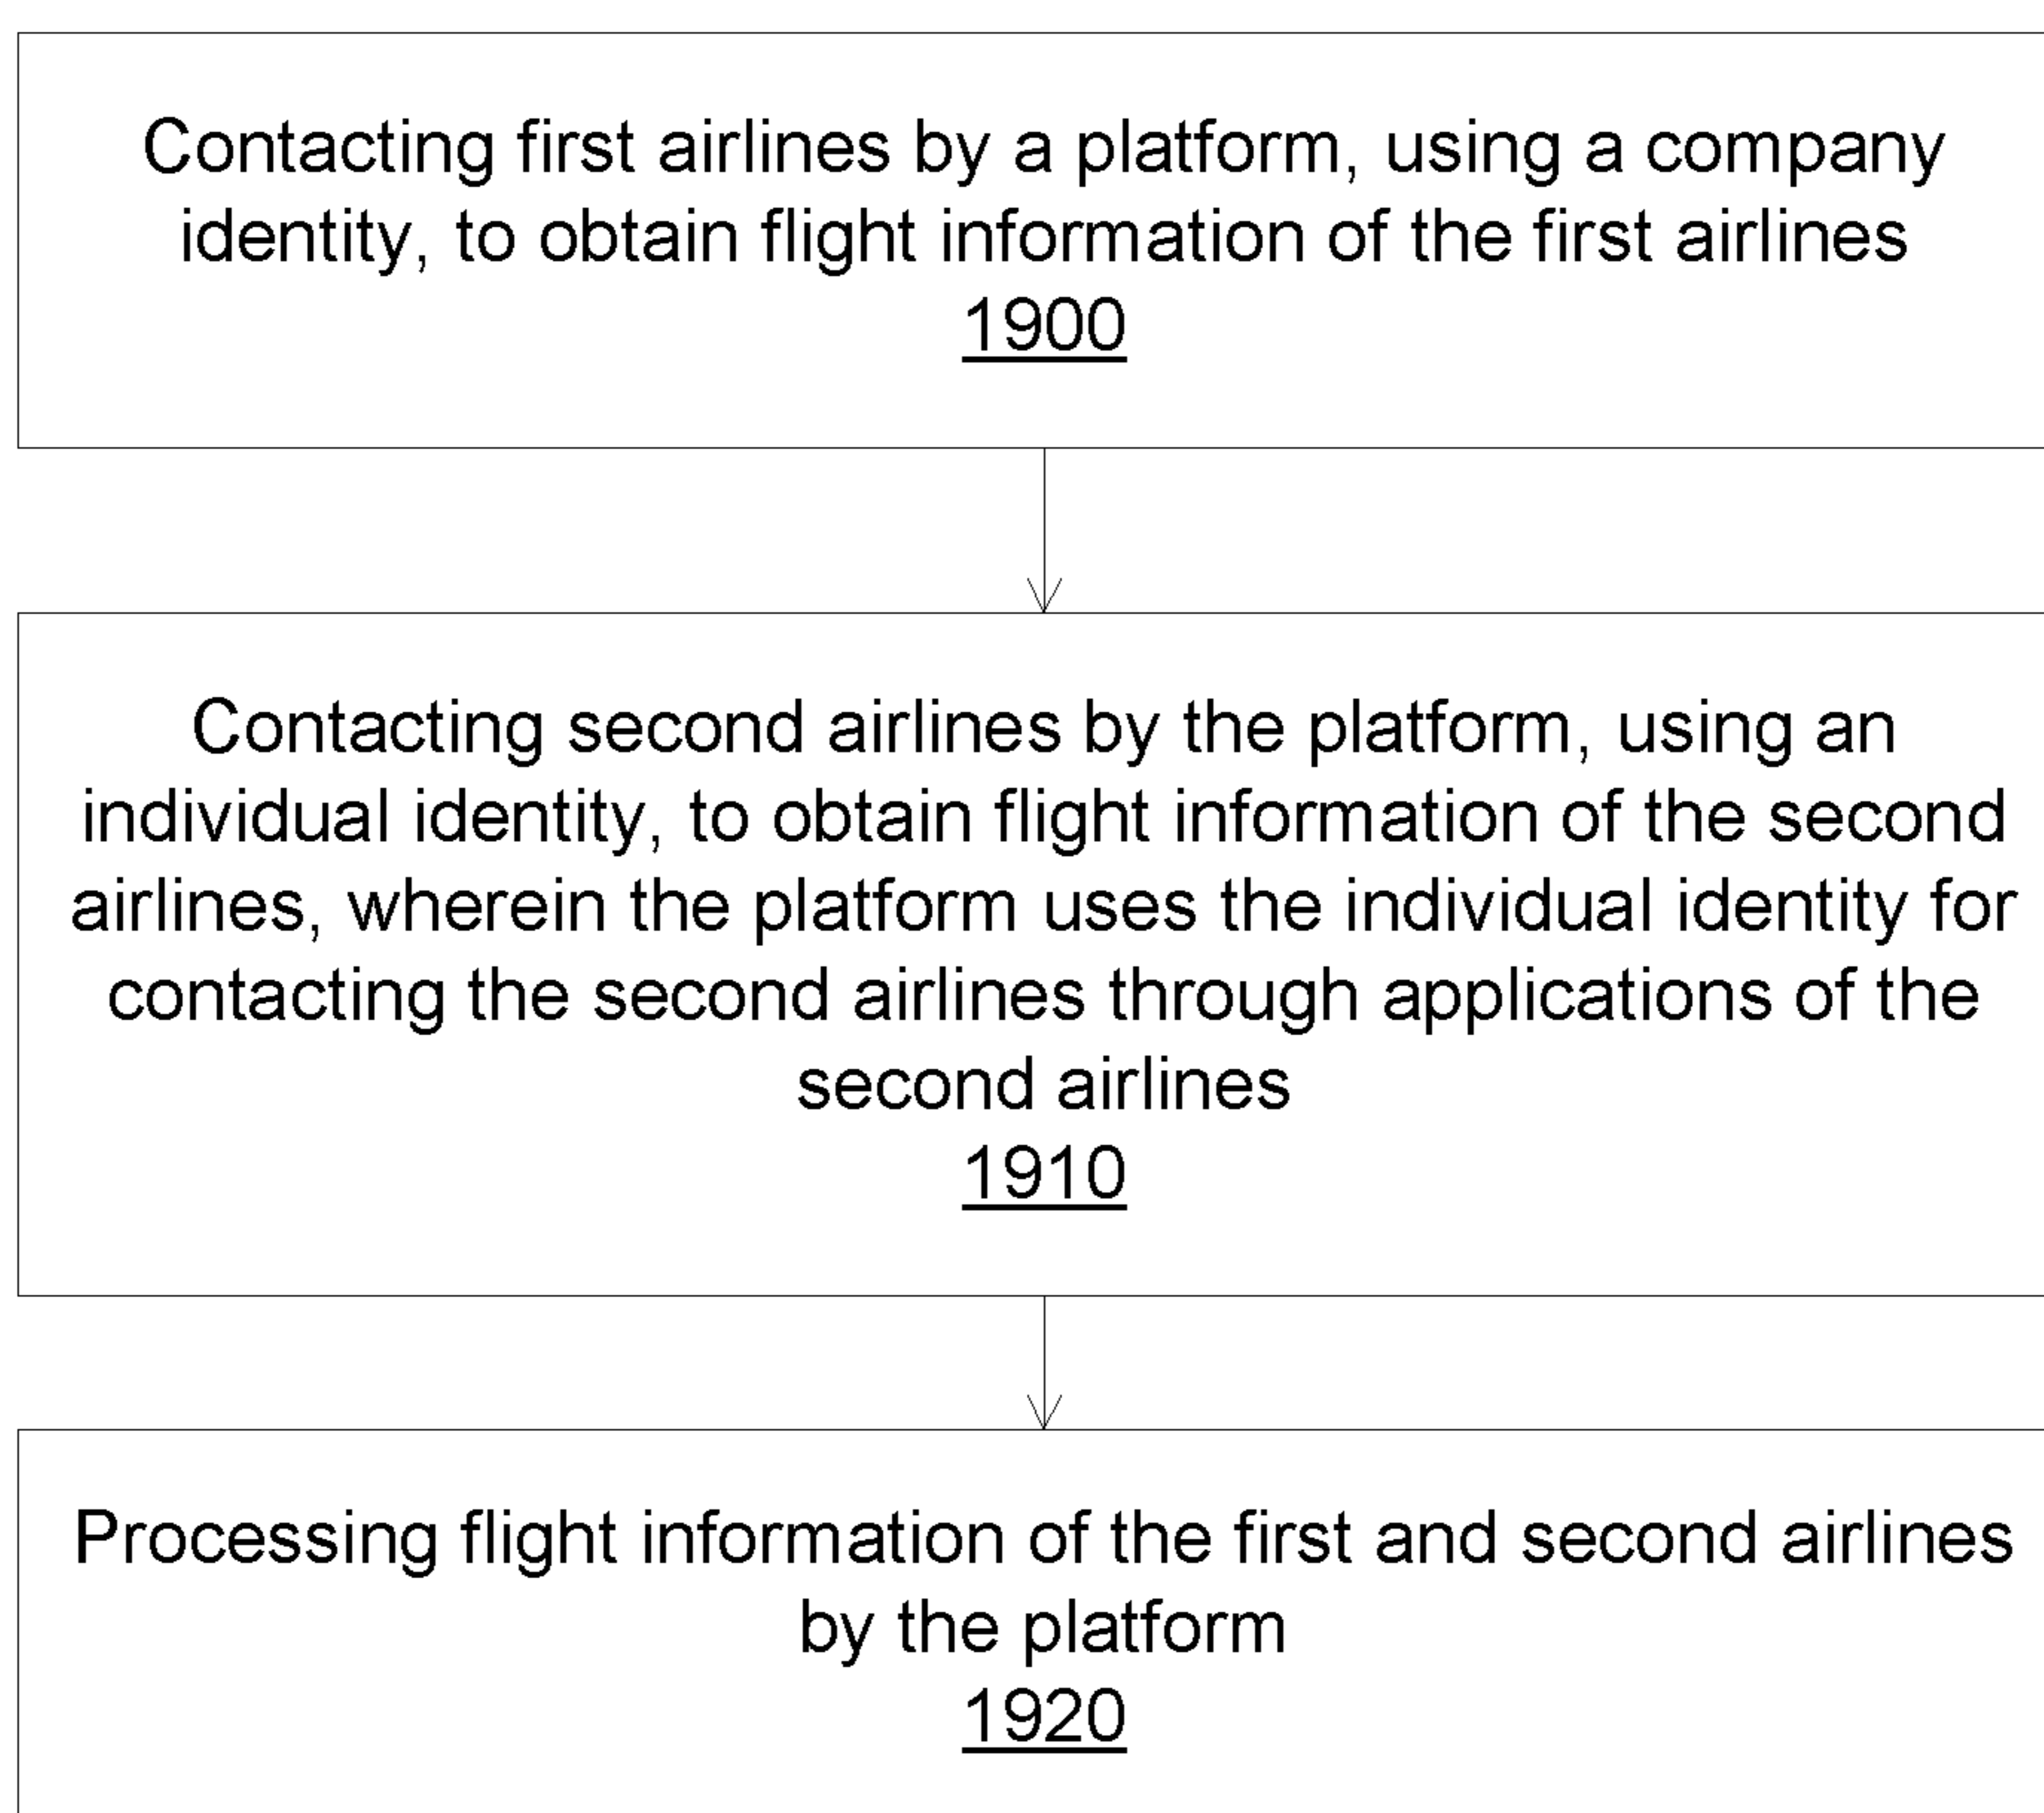 Contacting first airlines by a platform, using a company
identity, to obtain flight information of the first airlines
1900
Contacting second airlines by the platform, using an
individual identity, to obtain flight information of the second
airlines, wherein the platform uses the individual identity for
contacting the second airlines through applications of the
second airlines
1910
Processing flight information of the first and second airlines
by the platform
1920